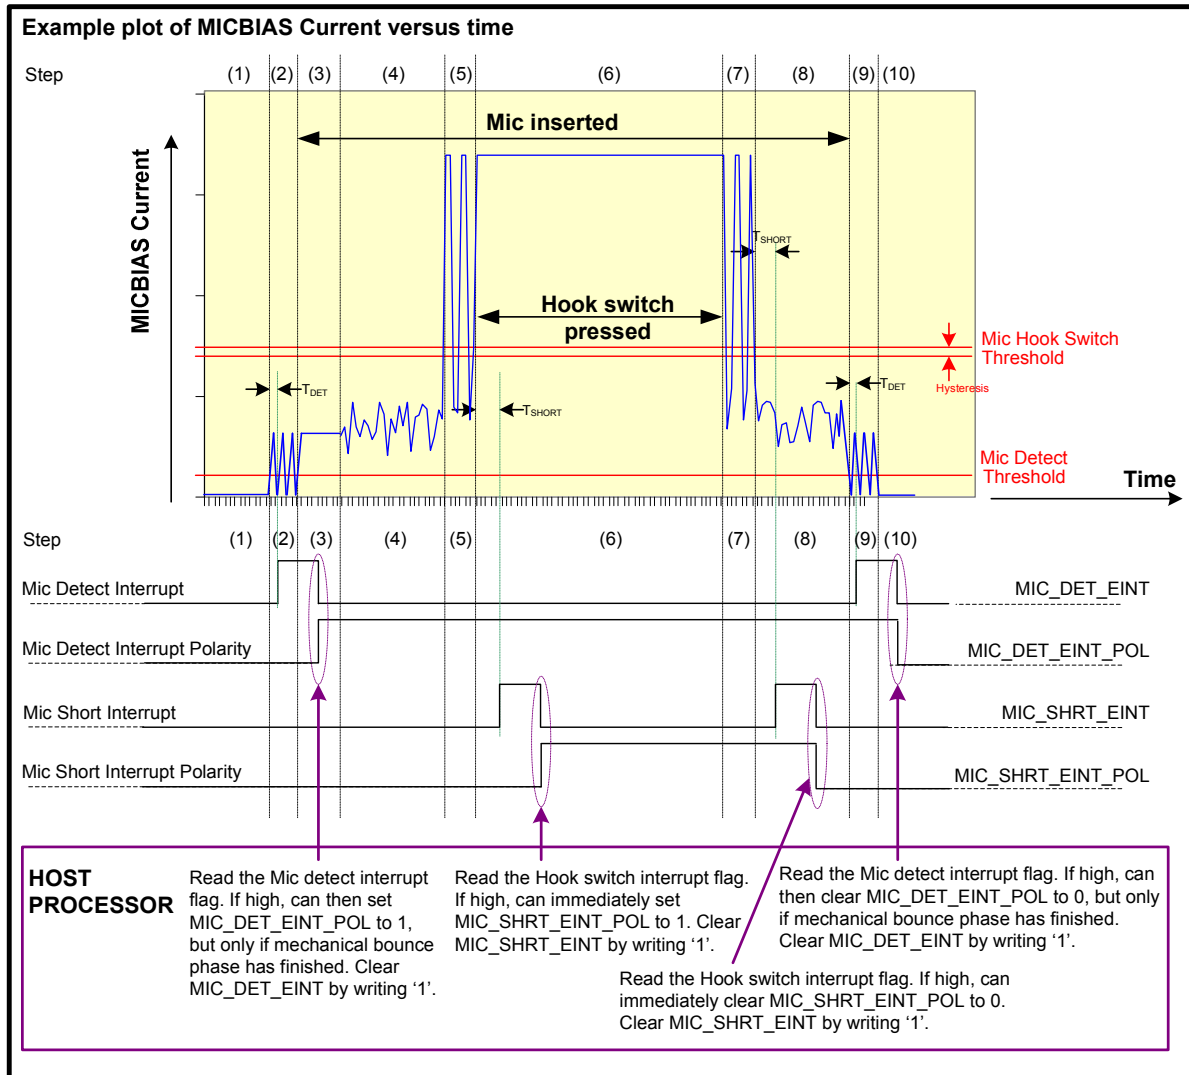 Example plot of MICBIAS Current versus time
Step
(1) (2) (3) (4) (5) (6) (7) (8) (9) (10)
Mic inserted
MICBIAS Current
TSHORT
Hook switch
pressed
Mic Hook Switch
Threshold
Hysteresis
TDET
TDET
TSHORT
Mic Detect
Threshold
Time
Step
(1) (2) (3) (4) (5) (6) (7) (8) (9) (10)
Mic Detect Interrupt
MIC_DET_EINT
Mic Detect Interrupt Polarity
MIC_DET_EINT_POL
Mic Short Interrupt
MIC_SHRT_EINT
Mic Short Interrupt Polarity
MIC_SHRT_EINT_POL
HOST
PROCESSOR
Read the Mic detect interrupt
flag. If high, can then set
MIC_DET_EINT_POL to 1,
but only if mechanical bounce
phase has finished. Clear
MIC_DET_EINT by writing ‘1’.
Read the Hook switch interrupt flag.
If high, can immediately set
MIC_SHRT_EINT_POL to 1. Clear
MIC_SHRT_EINT by writing ‘1’.
Read the Mic detect interrupt flag. If high, can
then clear MIC_DET_EINT_POL to 0, but only
if mechanical bounce phase has finished.
Clear MIC_DET_EINT by writing ‘1’.
Read the Hook switch interrupt flag. If high, can
immediately clear MIC_SHRT_EINT_POL to 0.
Clear MIC_SHRT_EINT by writing ‘1’.